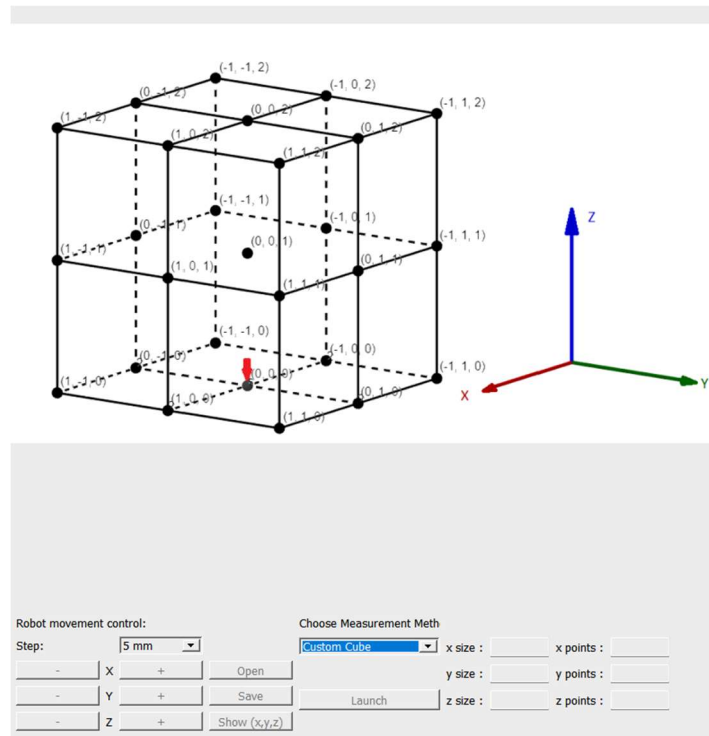 (-1, -1, 2)
(0, -1, 2)
(-1, 0, 2)
(1, -1, 2)
(0, 0, 2)
(-1, 1, 2)
(1, 0, 2)
(0, 1, 2)
(1, 1, 2)
(-1, -1, 1)
(0, -1, 1)
(-1, 0, 1)
(1, -1, 1)
(0, 0, 1)
(-1, 1, 1)
(1, 0, 1)
(0, 1, 1)
(1, 1, 1)
Z
(-1, -1, 0)
(0, -1, 0)
(-1, 0, 0)
(1, -1, 0)
(0, 0, 0)
(-1, 1, 0)
(1, 0, 0)
(0, 1, 0)
(1, 1, 0)
X
Y
Robot movement control: Choose Measurement Meth
Step: 5 mm Custom Cube x size : x points :
- X + Open y size : y points :
- Y + Save Launch z size : z points :
- Z + Show (x,y,z)